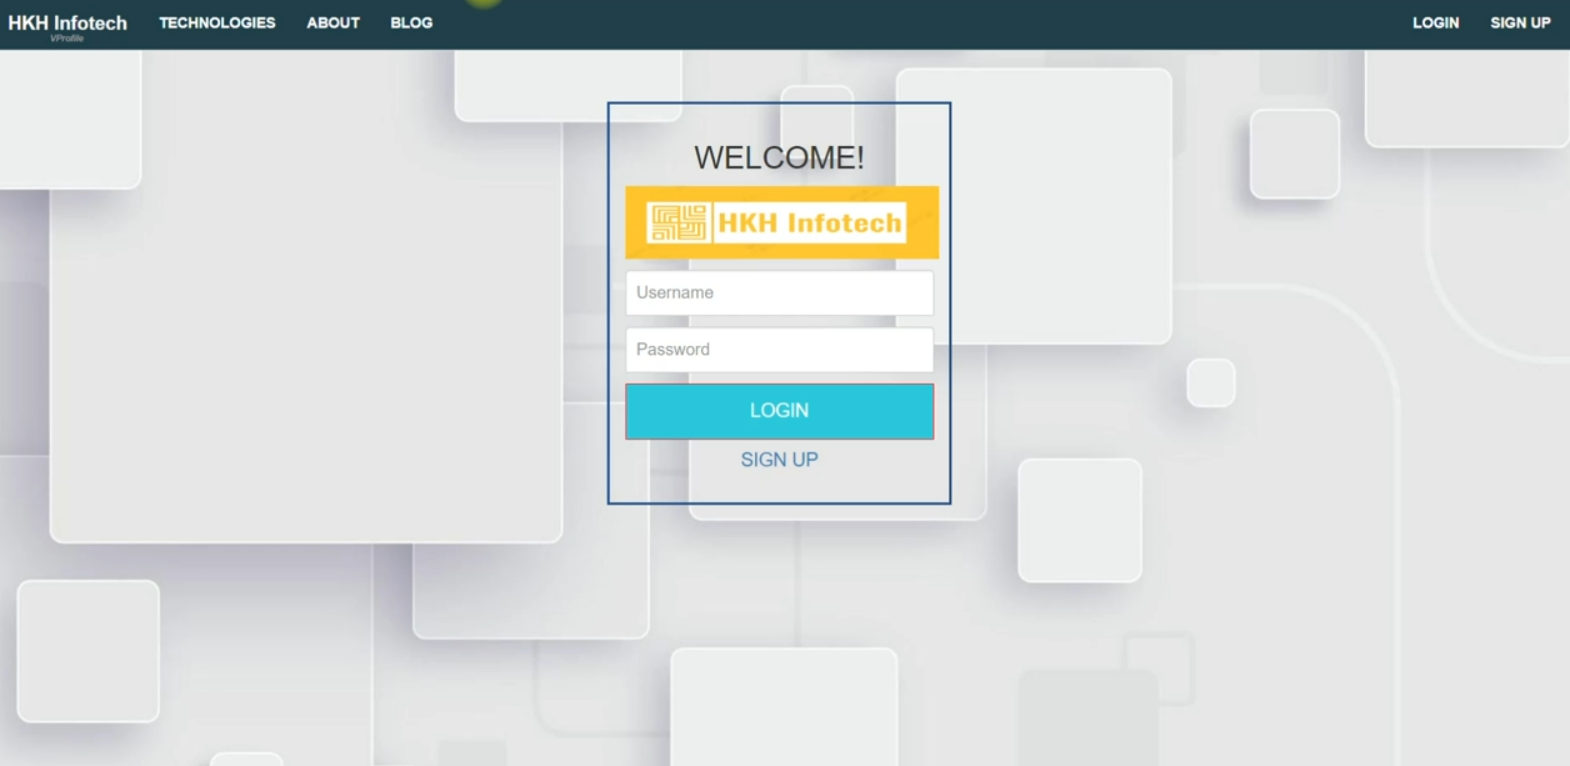 HKH Infotech
VProfile
TECHNOLOGIES
ABOUT
BLOG
LOGIN
SIGN UP
WELCOME!
HKH Infotech
Username
Password
LOGIN
SIGN UP